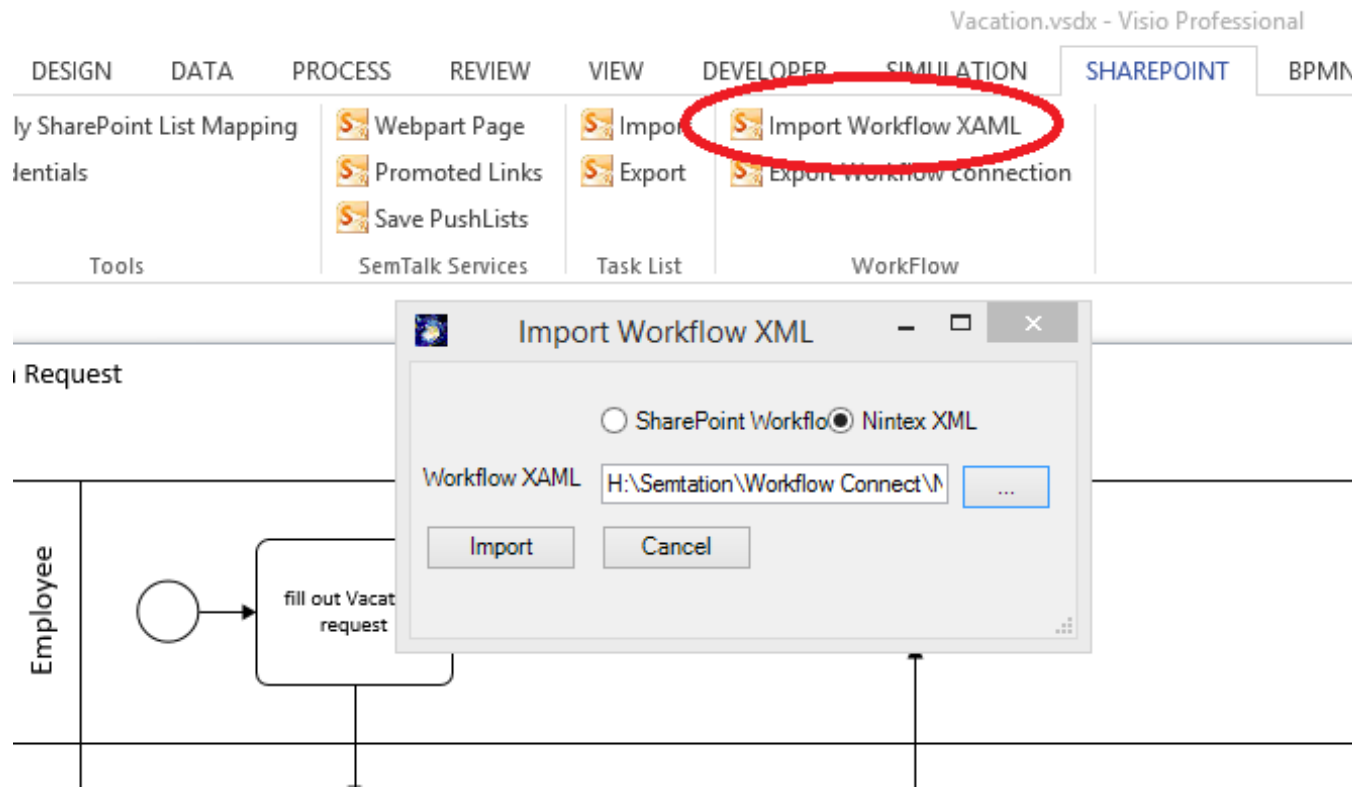 Vacation.vsdx - Visio Professional
DESIGN DATA PROCESS REVIEW VIEW DEVELOPER SIMULATION SHAREPOINT BPMN
ly SharePoint List Mapping Webpart Page Impor Import Workflow XAML
dentials Promoted Links Export Export Workflow connection
Save PushLists
Tools SemTalk Services Task List WorkFlow
Import Workflow XML
Request
SharePoint Workflo Nintex XML
Workflow XAML H:\Semtation\Workflow Connect\N ...
Import Cancel
Employee
fill out Vacat
request